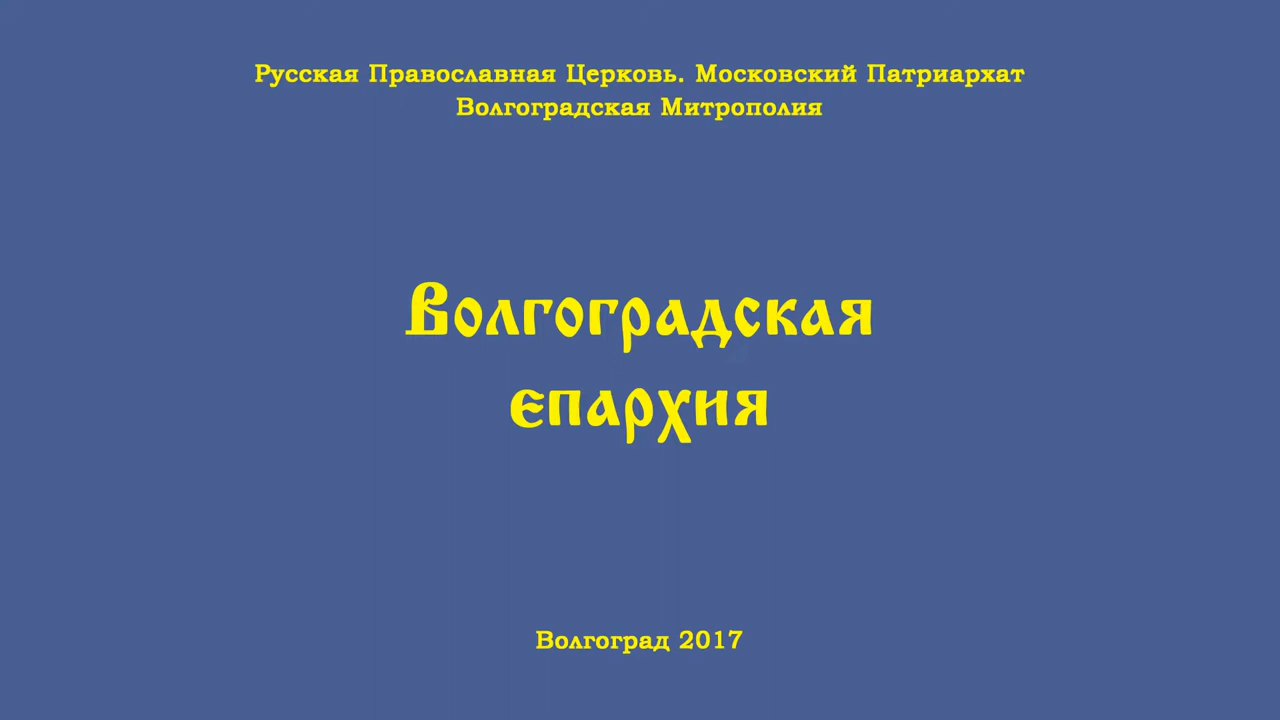 Русская Православная Церковь. Московский Патриархат
Волгоградская Митрополия
Волгоградская
епархия
Волгоград 2017